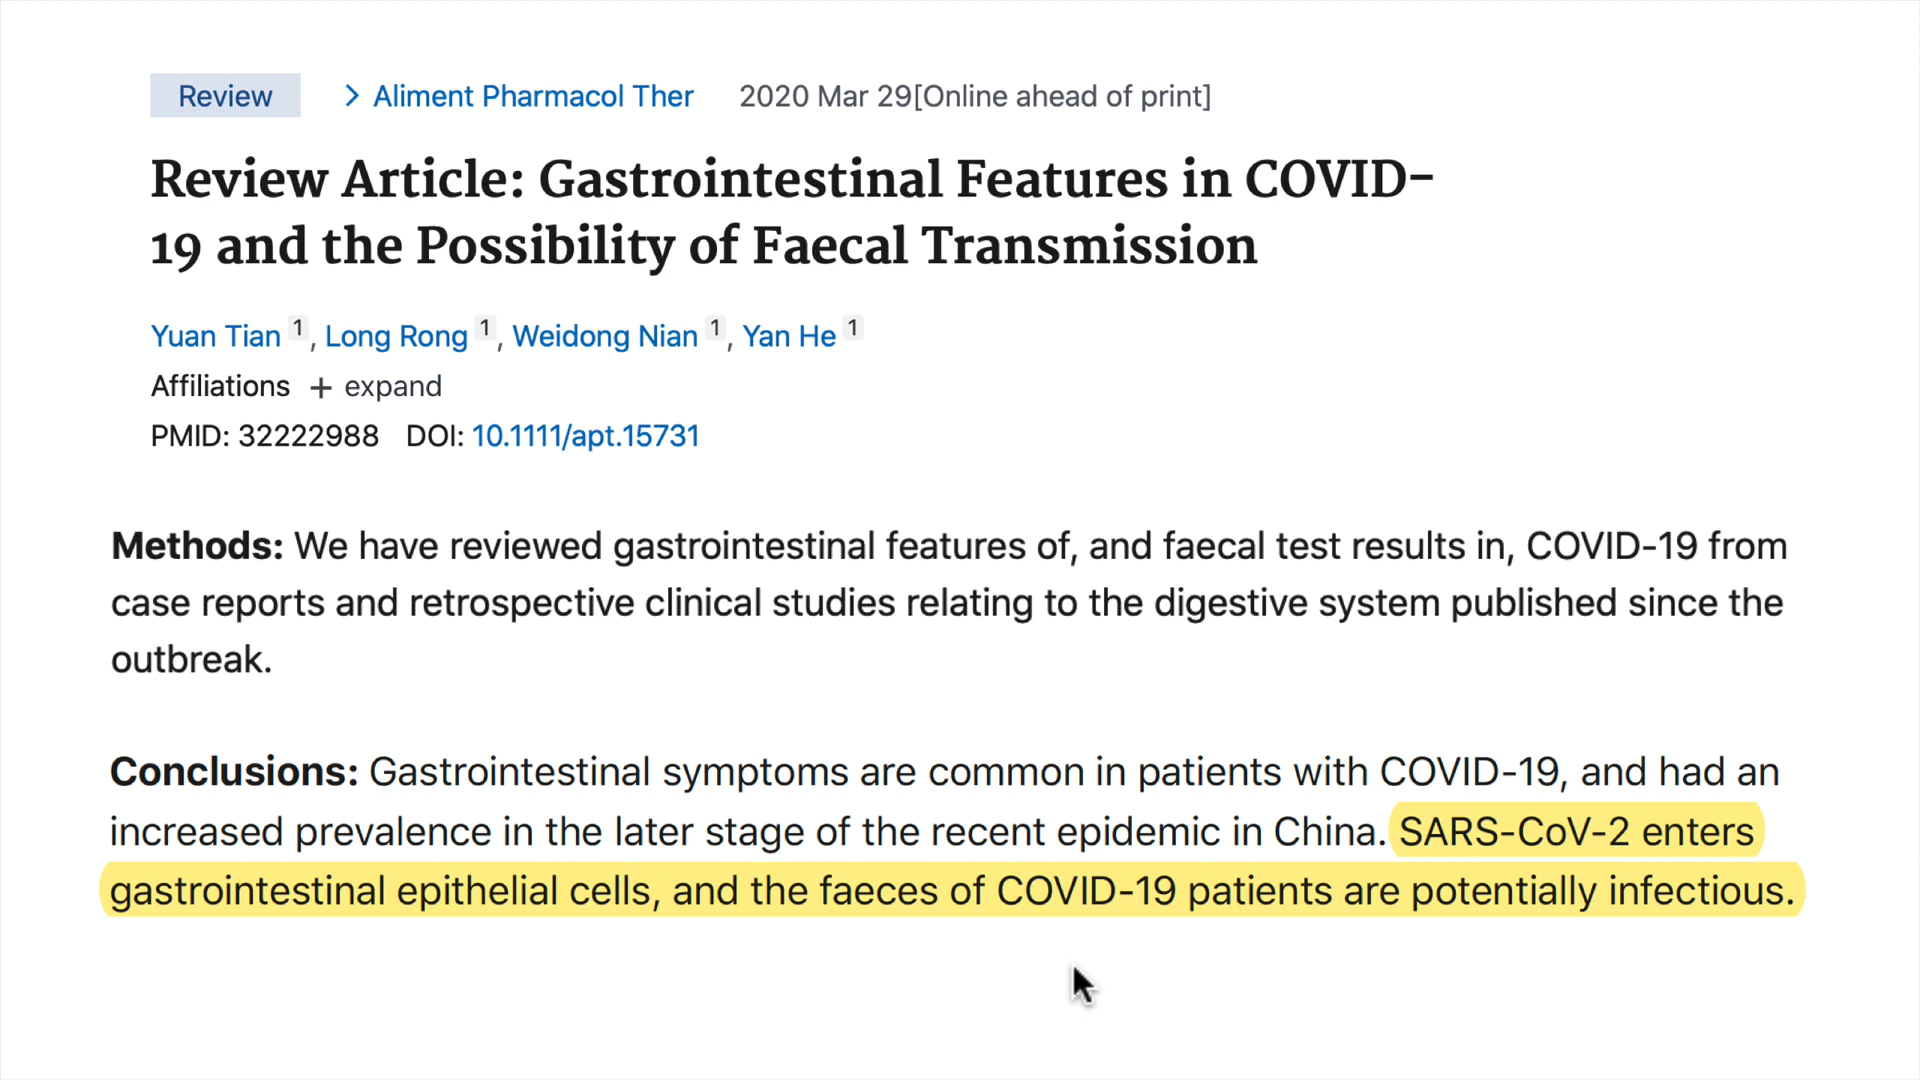 Review > Aliment Pharmacol Ther 2020 Mar 29[Online ahead of print]
Review Article: Gastrointestinal Features in COVID-
19 and the Possibility of Faecal Transmission
Yuan Tian 1, Long Rong 1, Weidong Nian 1, Yan He 1
Affiliations + expand
PMID: 32222988 DOI: 10.1111/apt.15731
Methods: We have reviewed gastrointestinal features of, and faecal test results in, COVID-19 from
case reports and retrospective clinical studies relating to the digestive system published since the
outbreak.
Conclusions: Gastrointestinal symptoms are common in patients with COVID-19, and had an
increased prevalence in the later stage of the recent epidemic in China. SARS-CoV-2 enters
gastrointestinal epithelial cells, and the faeces of COVID-19 patients are potentially infectious.